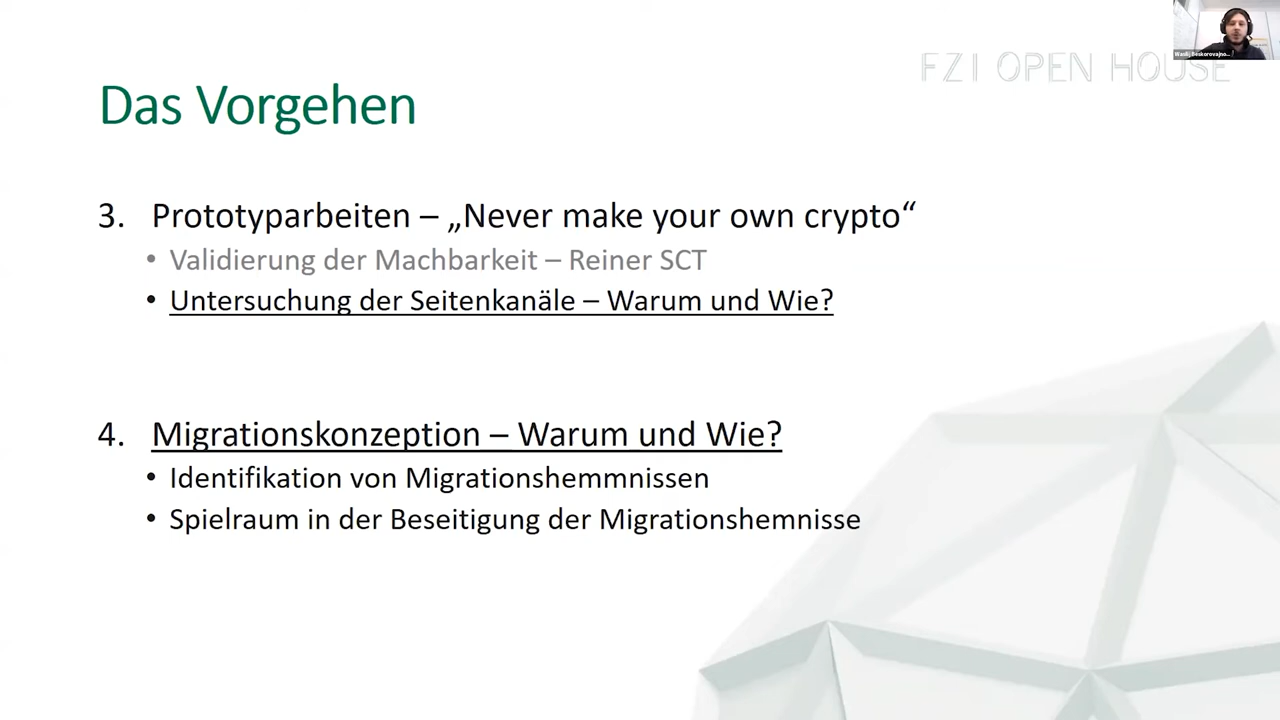 FZI OPEN HOUSE
Das Vorgehen
3. Prototyparbeiten – „Never make your own crypto“
• Validierung der Machbarkeit – Reiner SCT
• Untersuchung der Seitenkanäle – Warum und Wie?
4. Migrationskonzeption – Warum und Wie?
• Identifikation von Migrationshemmnissen
• Spielraum in der Beseitigung der Migrationshemnisse